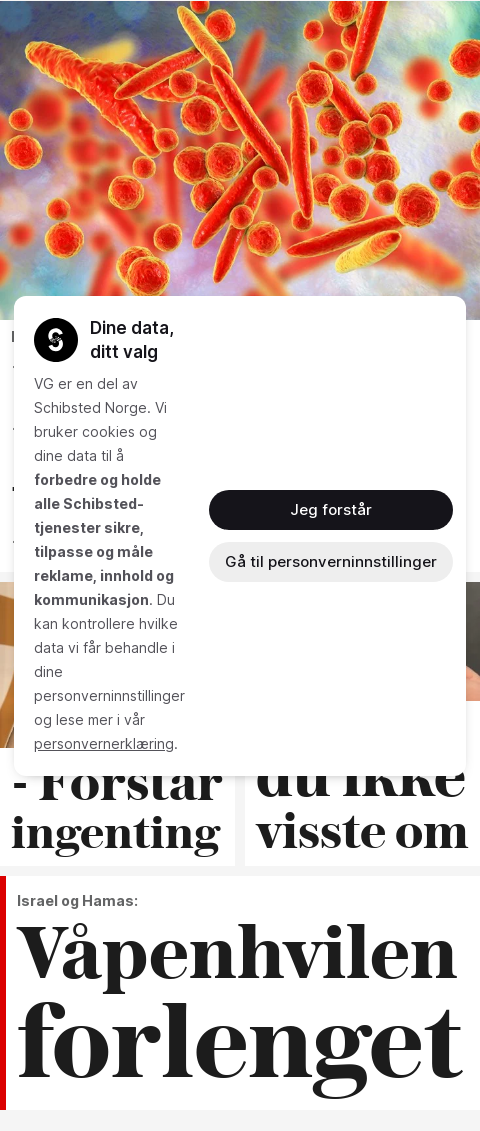 Dine data,
ditt valg
VG er en del av
Schibsted Norge. Vi
bruker cookies og
dine data til å
forbedre og holde
alle Schibsted-
tjenester sikre,
tilpasse og måle
reklame, innhold og
kommunikasjon. Du
kan kontrollere hvilke
data vi får behandle i
dine
personverninnstillinger
og lese mer i vår
personvernerklæring.
Jeg forstår
Gå til personverninnstillinger
- Forstår
ingenting
du ikke
visste om
Israel og Hamas:
Våpenhvilen
forlenget